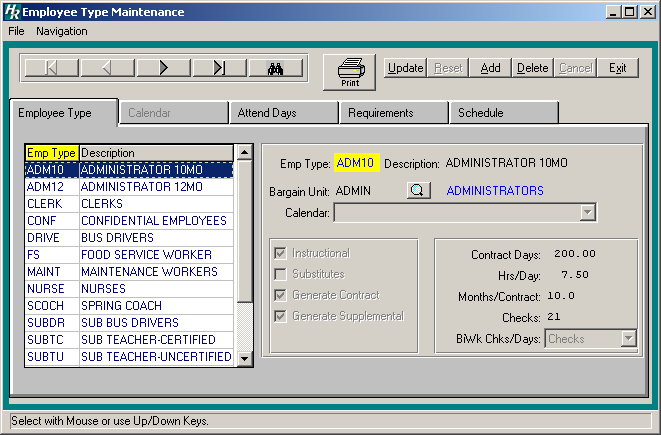 HR Employee Type Maintenance
File Navigation
Print Update Reset Add Delete Cancel Exit
Employee Type Calendar Attend Days Requirements Schedule
Emp Type Description
ADM10 ADMINISTRATOR 10MO
ADM12 ADMINISTRATOR 12MO
CLERK CLERKS
CONF CONFIDENTIAL EMPLOYEES
DRIVE BUS DRIVERS
FS FOOD SERVICE WORKER
MAINT MAINTENANCE WORKERS
NURSE NURSES
SCOCH SPRING COACH
SUBDR SUB BUS DRIVERS
SUBTC SUB TEACHER-CERTIFIED
SUBTU SUB TEACHER-UNCERTIFIED
Emp Type: ADM10 Description: ADMINISTRATOR 10MO
Bargain Unit: ADMIN ADMINISTRATORS
Calendar:
Instructional
Substitutes
Generate Contract
Generate Supplemental
Contract Days: 200.00
Hrs/Day: 7.50
Months/Contract: 10.0
Checks: 21
BiWk Chks/Days: Checks
Select with Mouse or use Up/Down Keys.